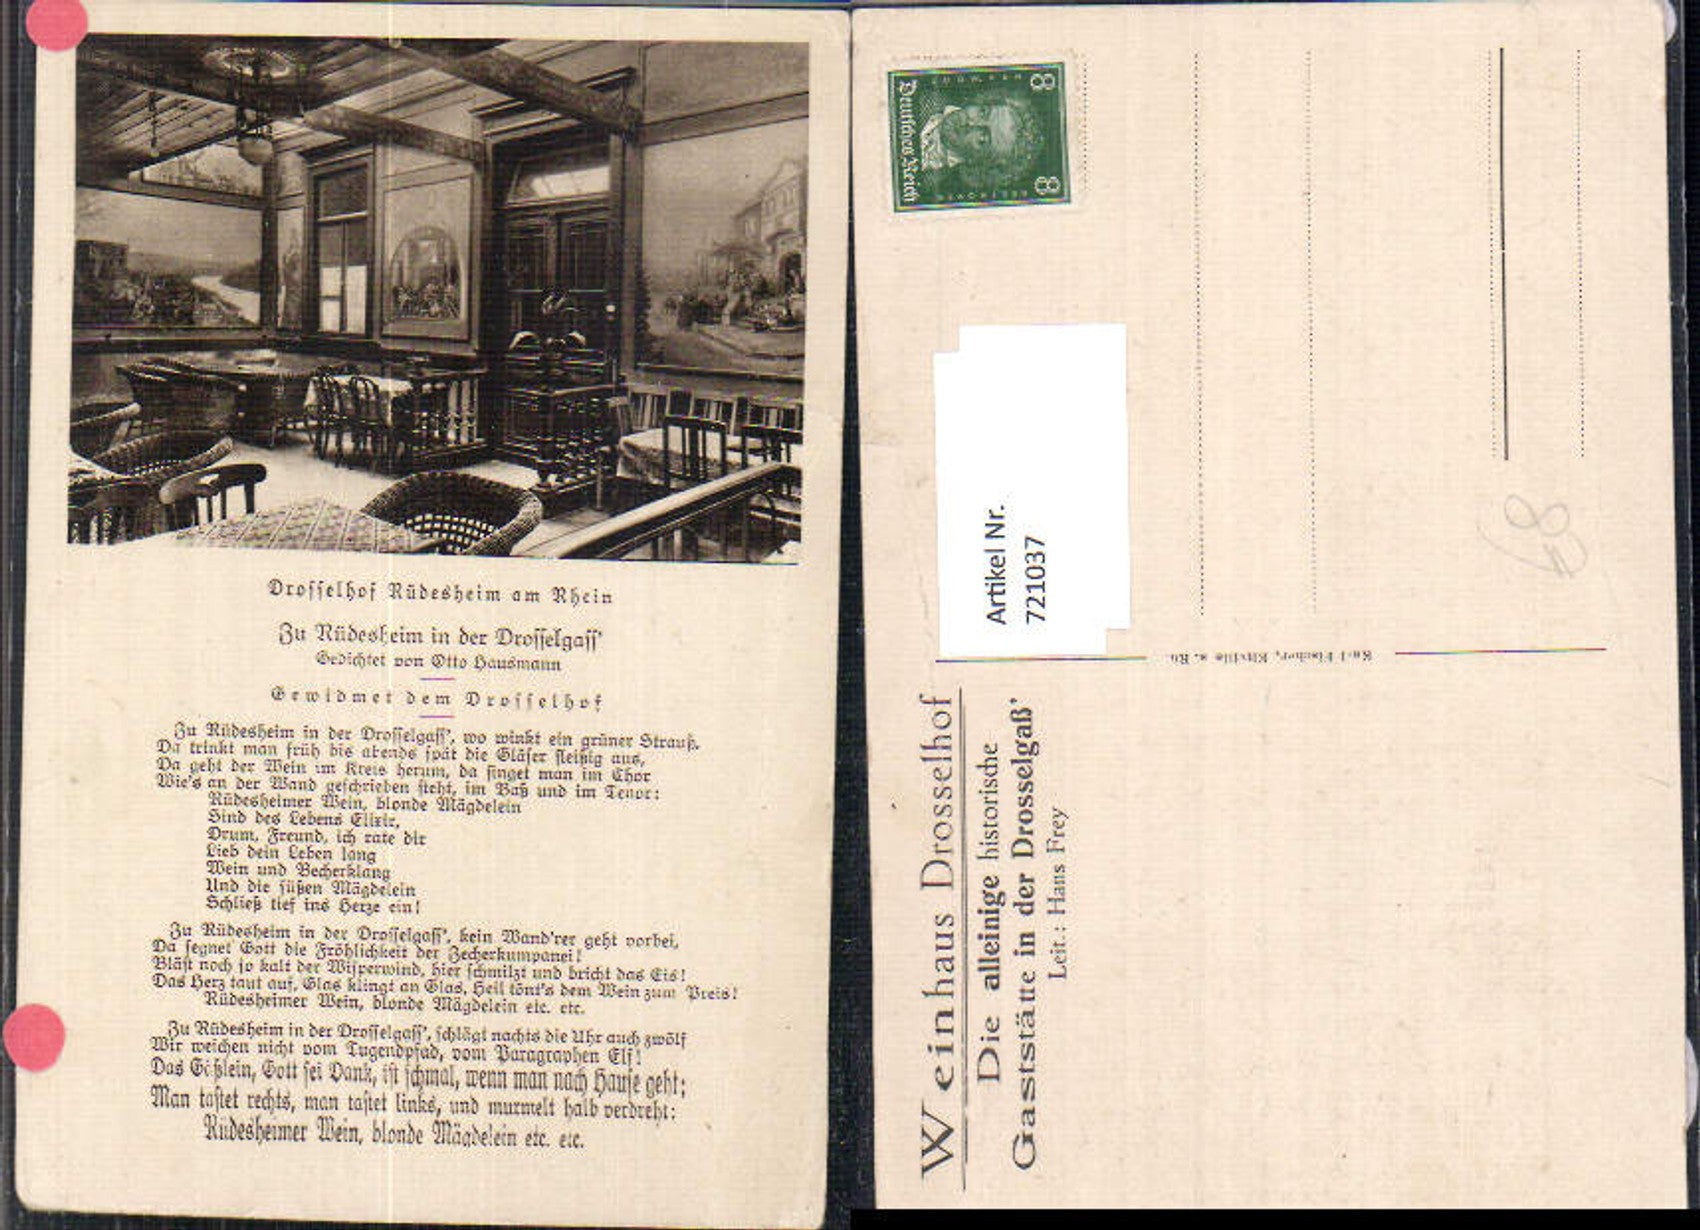 Drosselhof Rüdesheim am Rhein
Zu Rüdesheim in der Drosselgass'
Gedichtet von Otto Hausmann
Gewidmet dem Drosselhof
Zu Rüdesheim in der Drosselgass', wo winkt ein grüner Strauß.
Da trinkt man früh bis abends spät die Gläser fleißig aus,
Da geht der Wein im Kreis herum, da singet man im Chor
Wie's an der Wand geschrieben steht, im Baß und im Tenor:
Rüdesheimer Wein, blonde Mägdelein
Sind des Lebens Elixir,
Drum, Freund, ich rate dir
Lieb dein Leben lang
Wein und Becherklang
Und die süßen Mägdelein
Schließ tief ins Herze ein!
Zu Rüdesheim in der Drosselgass', kein Wand'rer geht vorbei,
Da segnet Gott die Fröhlichkeit der Zecherkumpanei!
Bläst noch so kalt der Wisperwind, hier schmilzt und bricht das Eis!
Das Herz taut auf, Glas klingt an Glas, Heil tönt's dem Wein zum Preis!
Rüdesheimer Wein, blonde Mägdelein etc. etc.
Zu Rüdesheim in der Drosselgass', schlägt nachts die Uhr auch zwölf
Wir weichen nicht vom Tugendpfad, vom Paragraphen Elf!
Das Gäßlein, Gott sei Dank, ist schmal, wenn man nach Hause geht;
Man tastet rechts, man tastet links, und murmelt halb verdreht:
Rüdesheimer Wein, blonde Mägdelein etc. etc.
8 8
Deutsches Reich
Artikel Nr.
721037
Karl Fischer, Eltville a. Rh.
Weinhaus Drosselhof
Die alleinige historische
Gaststätte in der Drosselgaß'
Leit.: Hans Frey